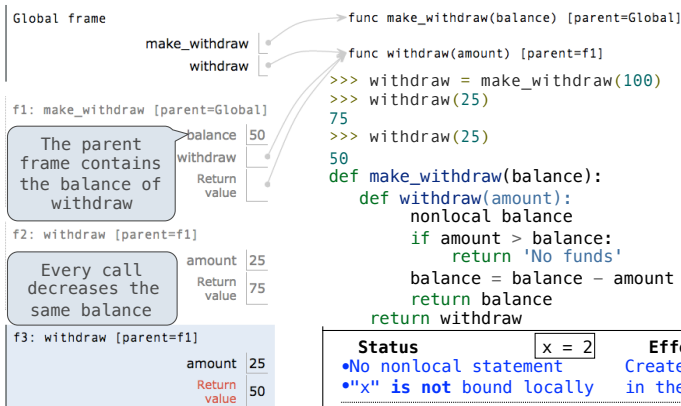 Global frame
make_withdraw
withdraw
func make_withdraw(balance) [parent=Global]
func withdraw(amount) [parent=f1]
f1: make_withdraw [parent=Global]
balance 50
withdraw
Return
value
The parent
frame contains
the balance of
withdraw
f2: withdraw [parent=f1]
amount 25
Return
value 75
Every call
decreases the
same balance
f3: withdraw [parent=f1]
amount 25
Return
value 50
>>> withdraw = make_withdraw(100)
>>> withdraw(25)
75
>>> withdraw(25)
50
def make_withdraw(balance):
def withdraw(amount):
nonlocal balance
if amount > balance:
return 'No funds'
balance = balance - amount
return balance
return withdraw
Status x = 2
•No nonlocal statement
•"x" is not bound locally
in the